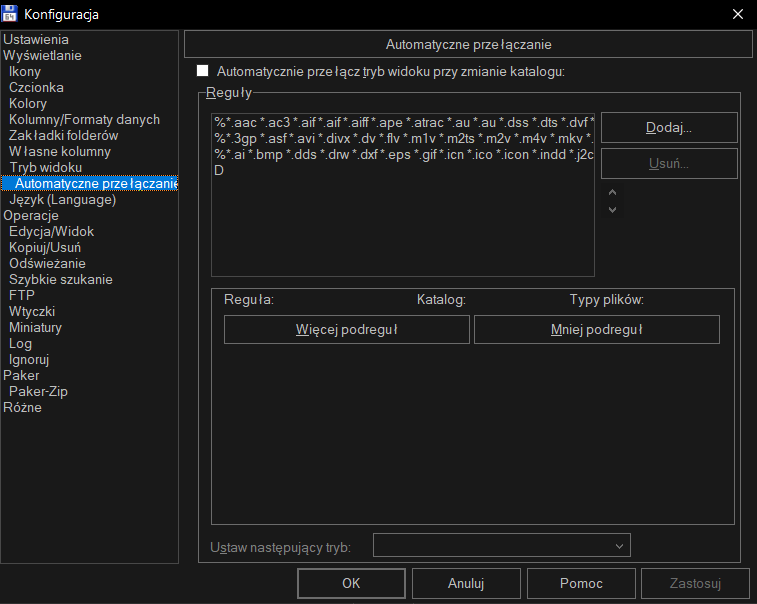 Konfiguracja
Ustawienia
Wyświetlanie
Ikony
Czcionka
Kolory
Kolumny/Formaty danych
Zakładki folderów
Własne kolumny
Tryb widoku
Automatyczne przełączanie
Język (Language)
Operacje
Edycja/Widok
Kopiuj/Usuń
Odświeżanie
Szybkie szukanie
FTP
Wtyczki
Miniatury
Log
Ignoruj
Paker
Paker-Zip
Różne
Automatyczne przełączanie
Automatycznie przełącz tryb widoku przy zmianie katalogu:
Reguły
%*.aac *.ac3 *.aif *.aif *.aiff *.ape *.atrac *.au *.au *.dss *.dts *.dvf *
%*.3gp *.asf *.avi *.divx *.dv *.flv *.m1v *.m2ts *.m2v *.m4v *.mkv *.
%*.ai *.bmp *.dds *.drw *.dxf *.eps *.gif *.icn *.ico *.icon *.indd *.j2c
D
Dodaj...
Usuń...
Reguła: Katalog: Typy plików:
Więcej podreguł Mniej podreguł
Ustaw następujący tryb:
OK Anuluj Pomoc Zastosuj